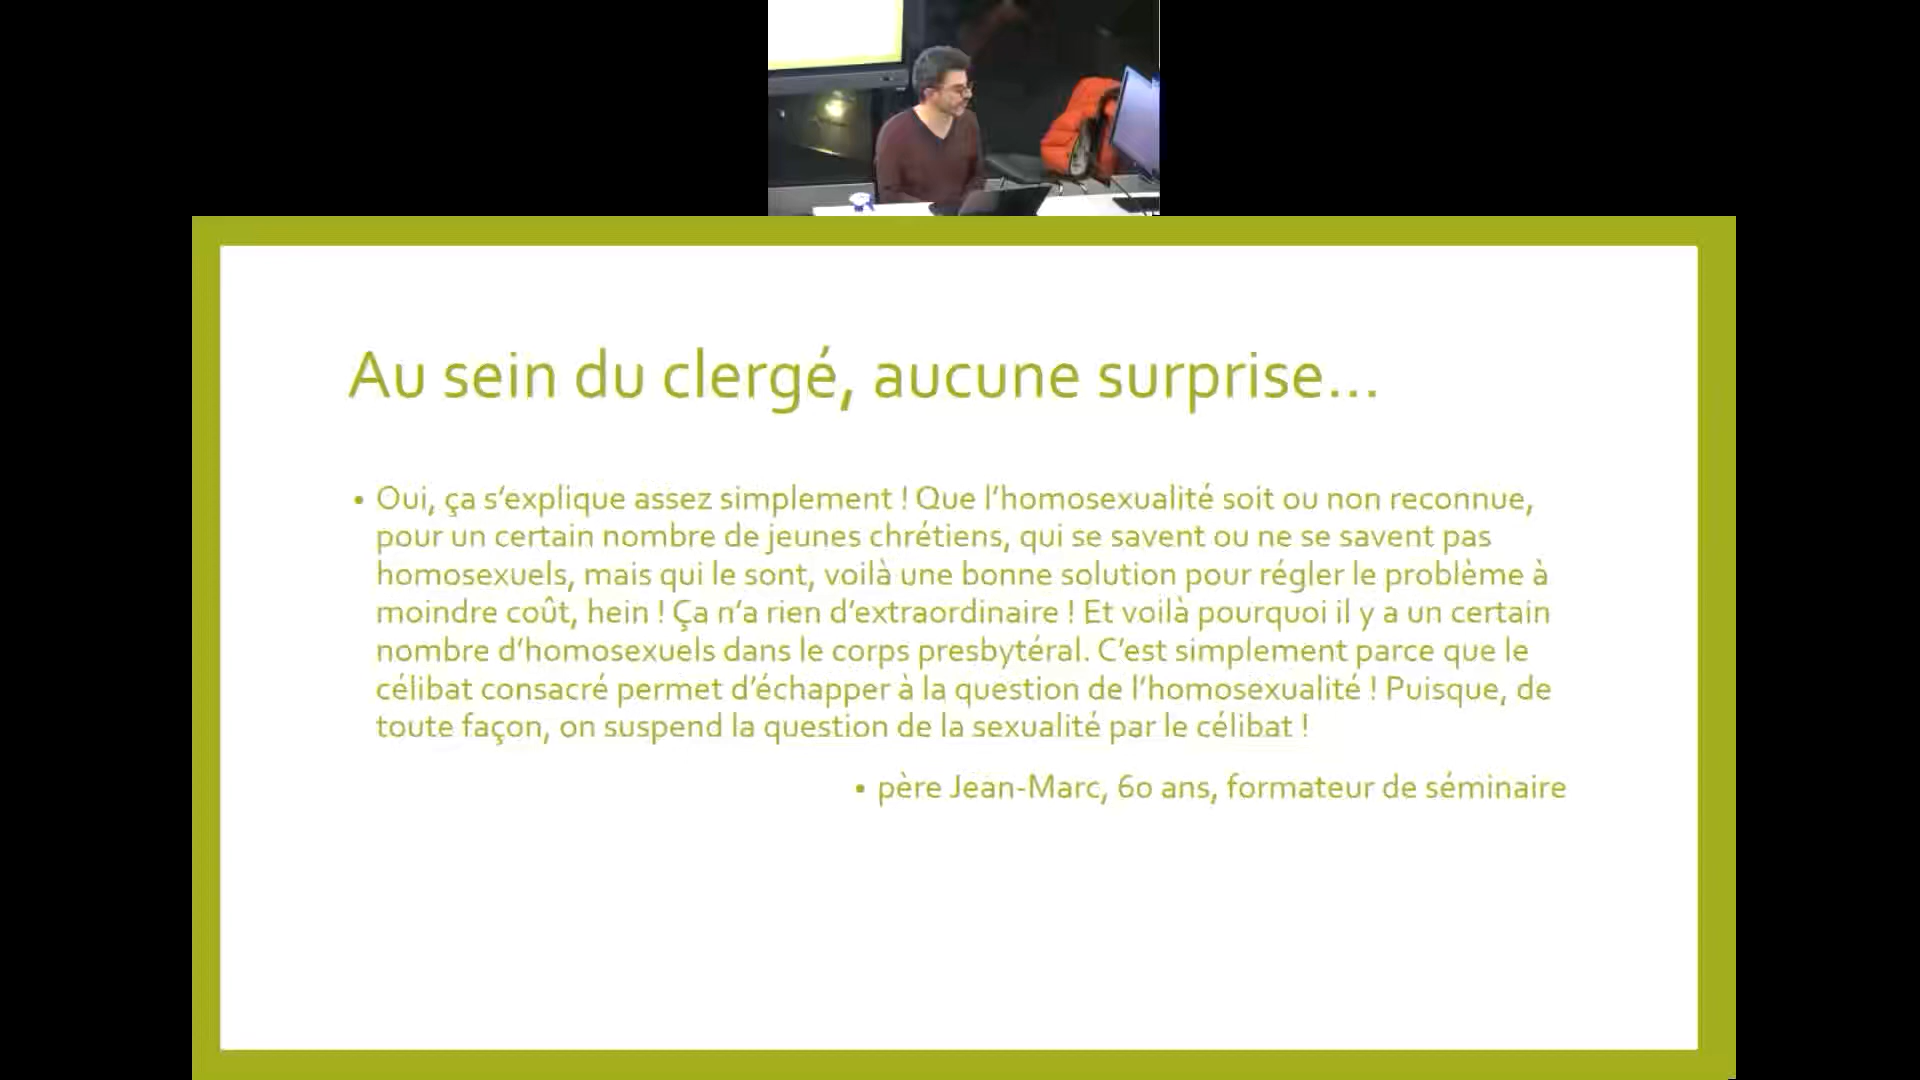 Au sein du clergé, aucune surprise...
• Oui, ça s'explique assez simplement ! Que l'homosexualité soit ou non reconnue,
pour un certain nombre de jeunes chrétiens, qui se savent ou ne se savent pas
homosexuels, mais qui le sont, voilà une bonne solution pour régler le problème à
moindre coût, hein ! Ça n'a rien d'extraordinaire ! Et voilà pourquoi il y a un certain
nombre d'homosexuels dans le corps presbytéral. C'est simplement parce que le
célibat consacré permet d'échapper à la question de l'homosexualité ! Puisque, de
toute façon, on suspend la question de la sexualité par le célibat !
• père Jean-Marc, 60 ans, formateur de séminaire